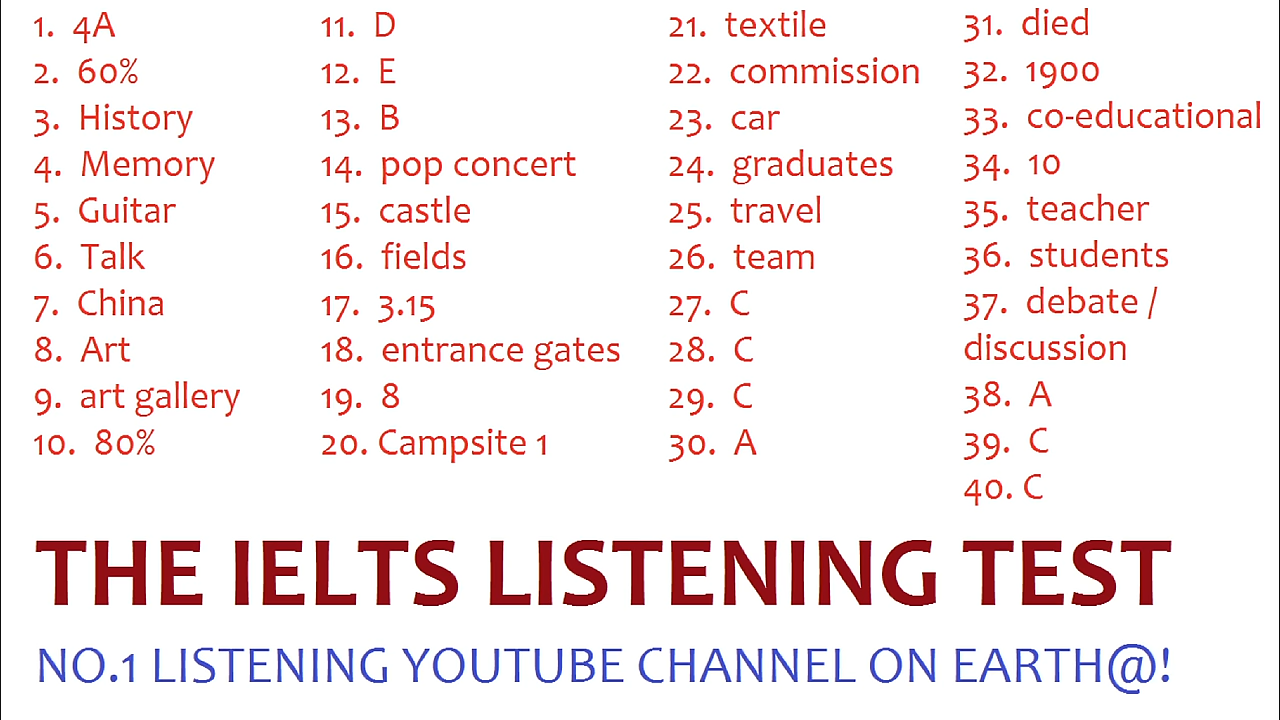 1. 4A
2. 60%
3. History
4. Memory
5. Guitar
6. Talk
7. China
8. Art
9. art gallery
10. 80%
11. D
12. E
13. B
14. pop concert
15. castle
16. fields
17. 3.15
18. entrance gates
19. 8
20. Campsite 1
21. textile
22. commission
23. car
24. graduates
25. travel
26. team
27. C
28. C
29. C
30. A
31. died
32. 1900
33. co-educational
34. 10
35. teacher
36. students
37. debate /
discussion
38. A
39. C
40. C
THE IELTS LISTENING TEST
NO.1 LISTENING YOUTUBE CHANNEL ON EARTH@!